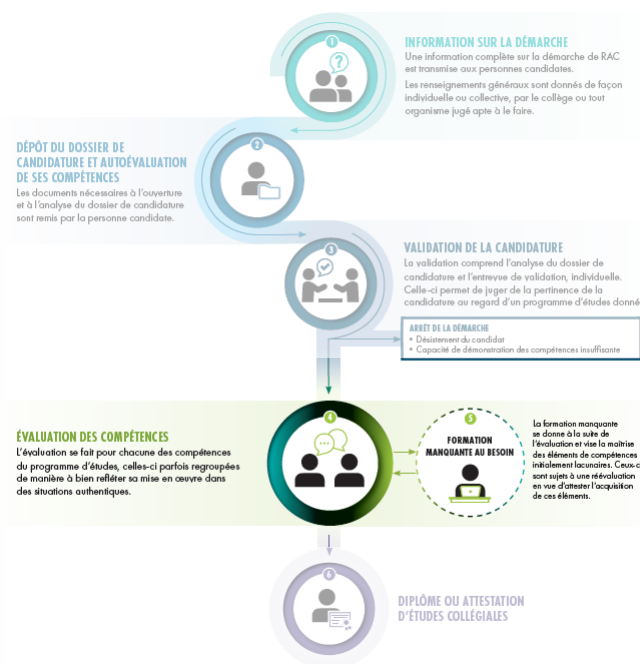 1
INFORMATION SUR LA DÉMARCHE
Une information complète sur la démarche de RAC
est transmise aux personnes candidates.
Les renseignements généraux sont donnés de façon
individuelle ou collective, par le collège ou tout
organisme jugé apte à le faire.
2
DÉPÔT DU DOSSIER DE
CANDIDATURE ET AUTOÉVALUATION
DE SES COMPÉTENCES
Les documents nécessaires à l'ouverture
et à l'analyse du dossier de candidature
sont remis par la personne candidate.
3
VALIDATION DE LA CANDIDATURE
La validation comprend l'analyse du dossier de
candidature et l'entrevue de validation, individuelle.
Celle-ci permet de juger de la pertinence de la
candidature au regard d'un programme d'études donné
ARRÊT DE LA DÉMARCHE
• Désistement du candidat
• Capacité de démonstration des compétences insuffisante
4
ÉVALUATION DES COMPÉTENCES
L'évaluation se fait pour chacune des compétences
du programme d'études, celles-ci parfois regroupées
de manière à bien refléter sa mise en œuvre dans
des situations authentiques.
5
FORMATION
MANQUANTE AU BESOIN
La formation manquante
se donne à la suite de
l'évaluation et vise la maîtrise
des éléments de compétences
initialement lacunaires. Ceux-c
sont sujets à une réévaluation
en vue d'attester l'acquisition
de ces éléments.
6
DIPLÔME OU ATTESTATION
D'ÉTUDES COLLÉGIALES